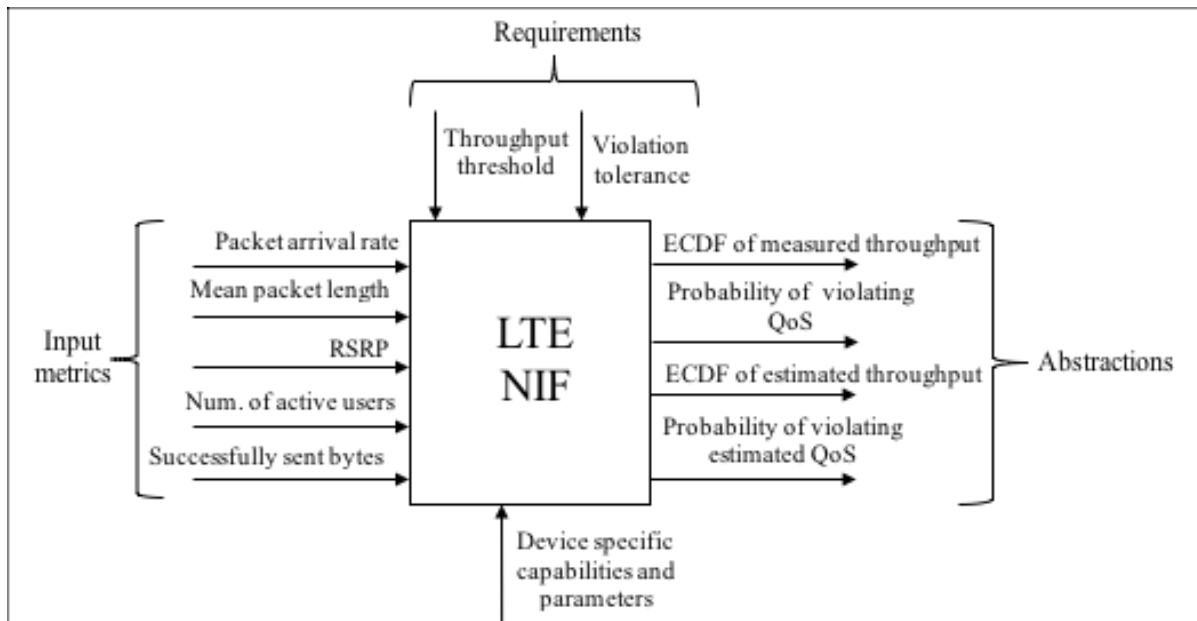 Requirements
Throughput
threshold
Violation
tolerance
Input
metrics
Packet arrival rate
Mean packet length
RSRP
Num. of active users
Successfully sent bytes
LTE
NIF
ECDF of measured throughput
Probability of violating
QoS
ECDF of estimated throughput
Probability of violating
estimated QoS
Abstractions
Device specific
capabilities and
parameters